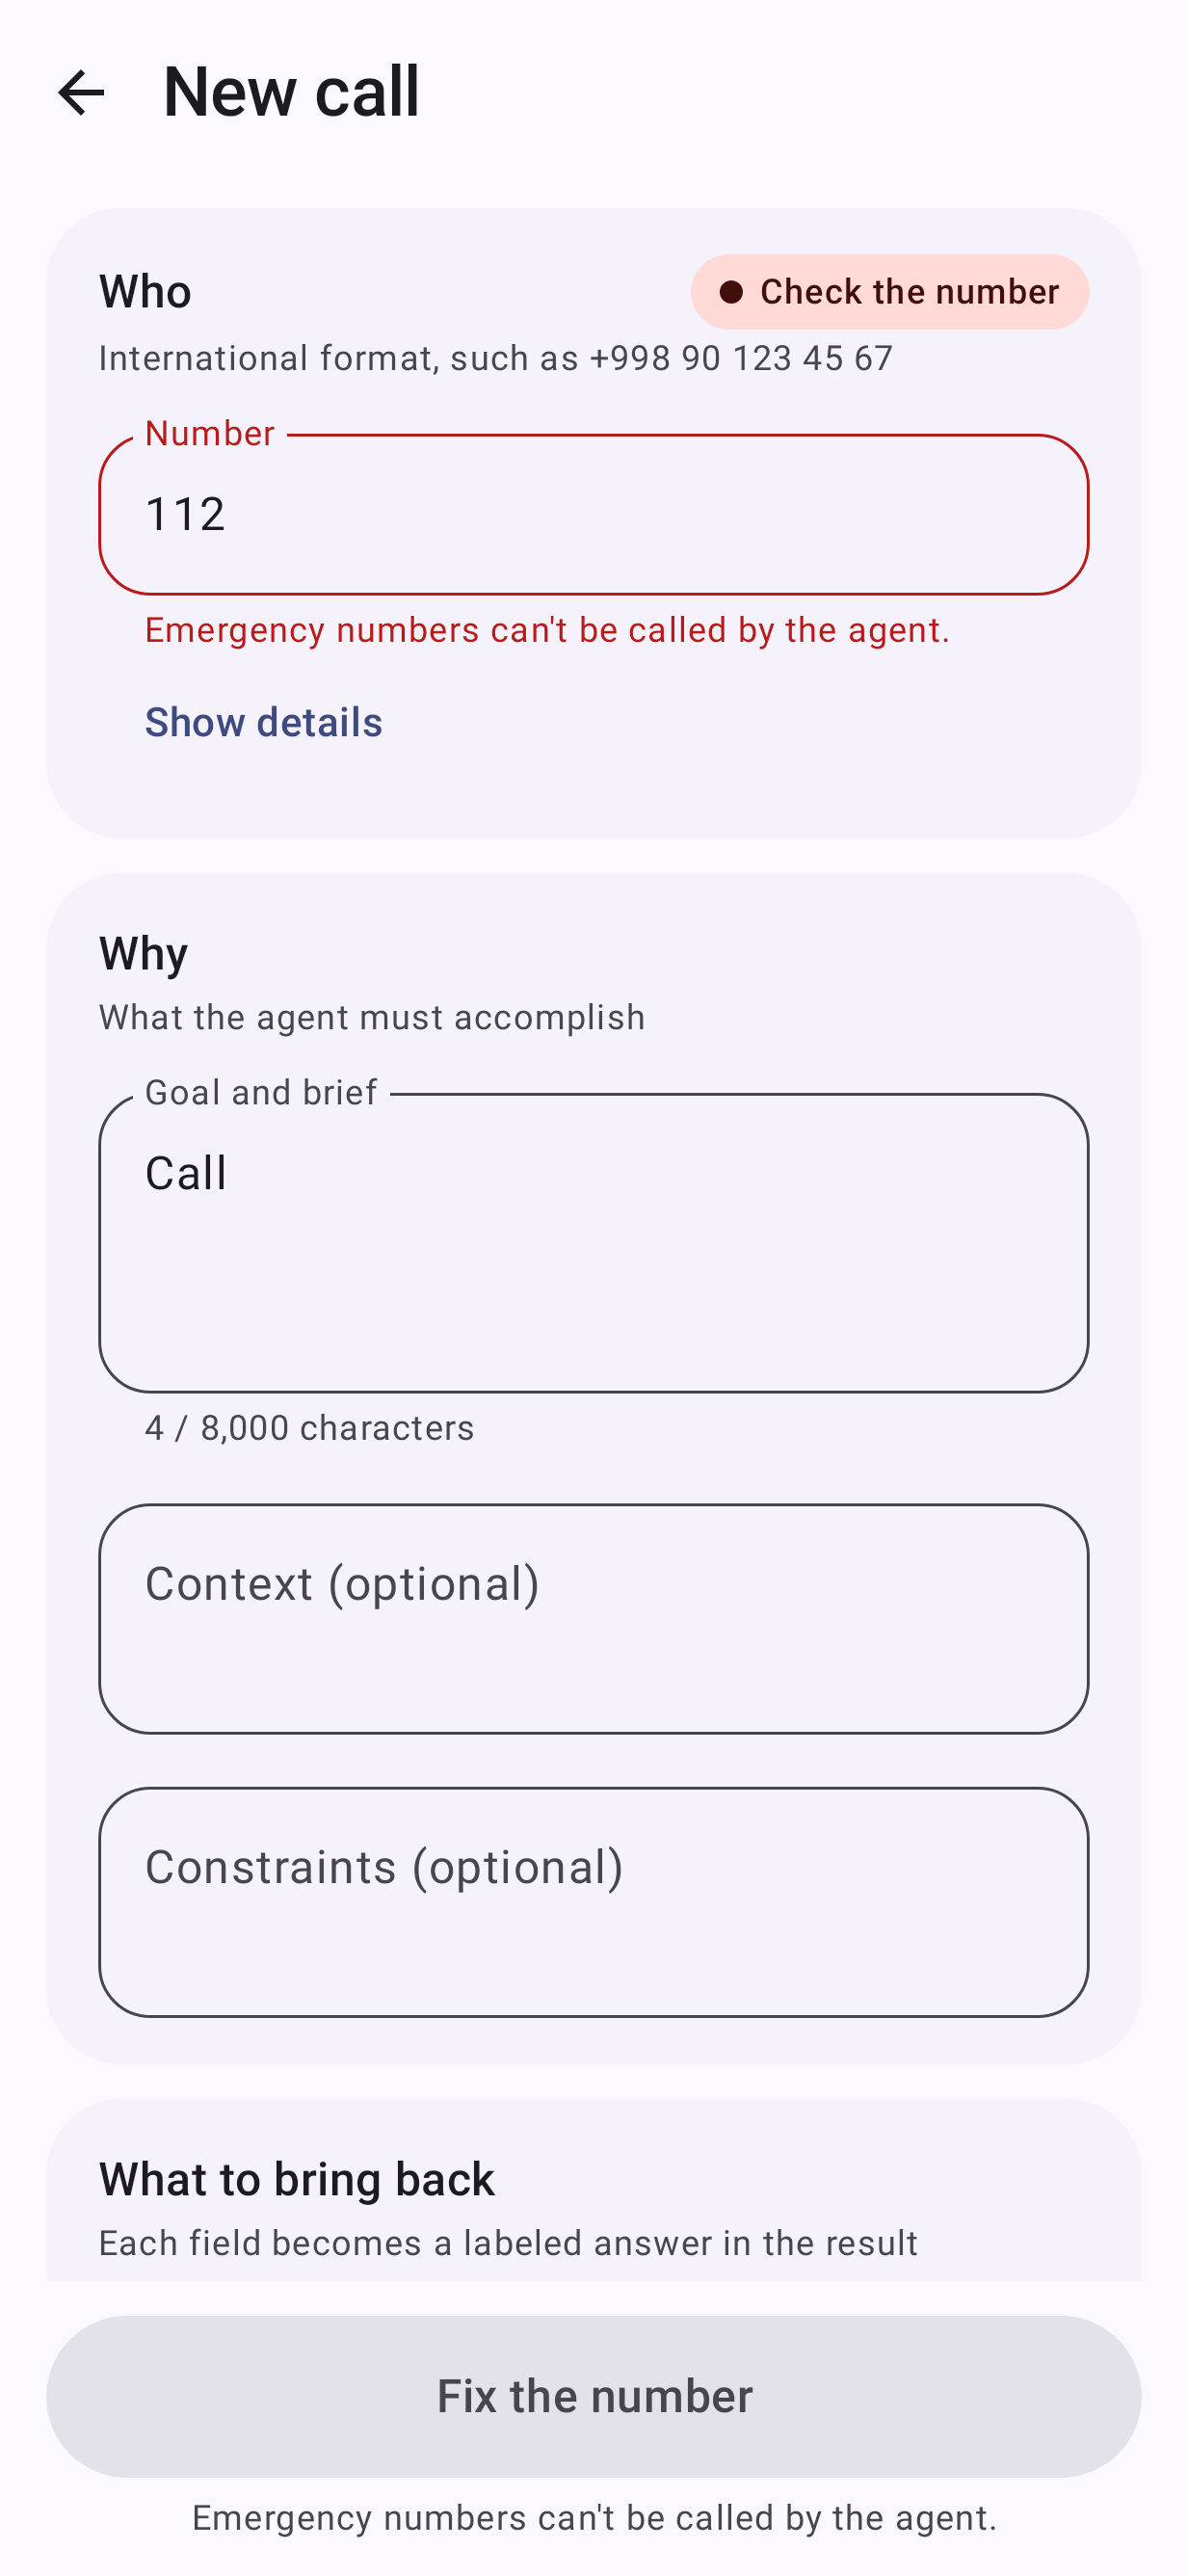 New call
Who
Check the number
International format, such as +998 90 123 45 67
Number
112
Emergency numbers can't be called by the agent.
Show details
Why
What the agent must accomplish
Goal and brief
Call
4 / 8,000 characters
Context (optional)
Constraints (optional)
What to bring back
Each field becomes a labeled answer in the result
Fix the number
Emergency numbers can't be called by the agent.